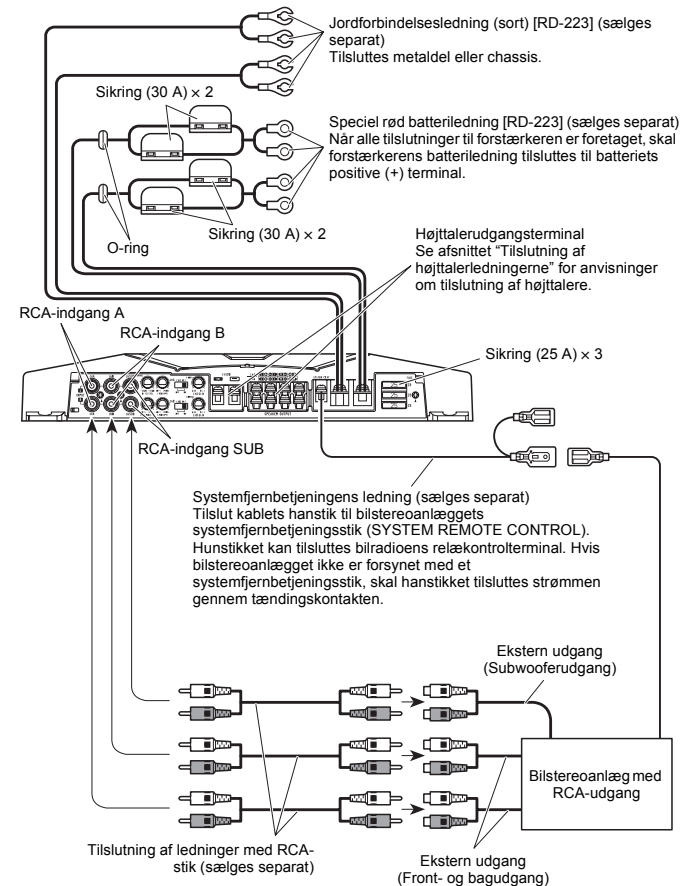 Jordforbindelsesledning (sort) [RD-223] (sælges
separat)
Tilsluttes metaldel eller chassis.
Sikring (30 A) × 2
Speciel rød batteriledning [RD-223] (sælges separat)
Når alle tilslutninger til forstærkeren er foretaget, skal
forstærkerens batteriledning tilsluttes til batteriets
positive (+) terminal.
Sikring (30 A) × 2
O-ring
Højttalerudgangsterminal
Se afsnittet “Tilslutning af
højttalerledningerne” for anvisninger
om tilslutning af højttalere.
RCA-indgang A
RCA-indgang B
Sikring (25 A) × 3
SPEAKER OUTPUT
RCA-indgang SUB
Systemfjernbetjeningens ledning (sælges separat)
Tilslut kablets hanstik til bilstereoanlæggets
systemfjernbetjeningsstik (SYSTEM REMOTE CONTROL).
Hunstikket kan tilsluttes bilradioens relækontrolterminal. Hvis
bilstereoanlægget ikke er forsynet med et
systemfjernbetjeningsstik, skal hanstikket tilsluttes strømmen
gennem tændingskontakten.
Ekstern udgang
(Subwooferudgang)
Bilstereoanlæg med
RCA-udgang
Tilslutning af ledninger med RCA-
stik (sælges separat)
Ekstern udgang
(Front- og bagudgang)